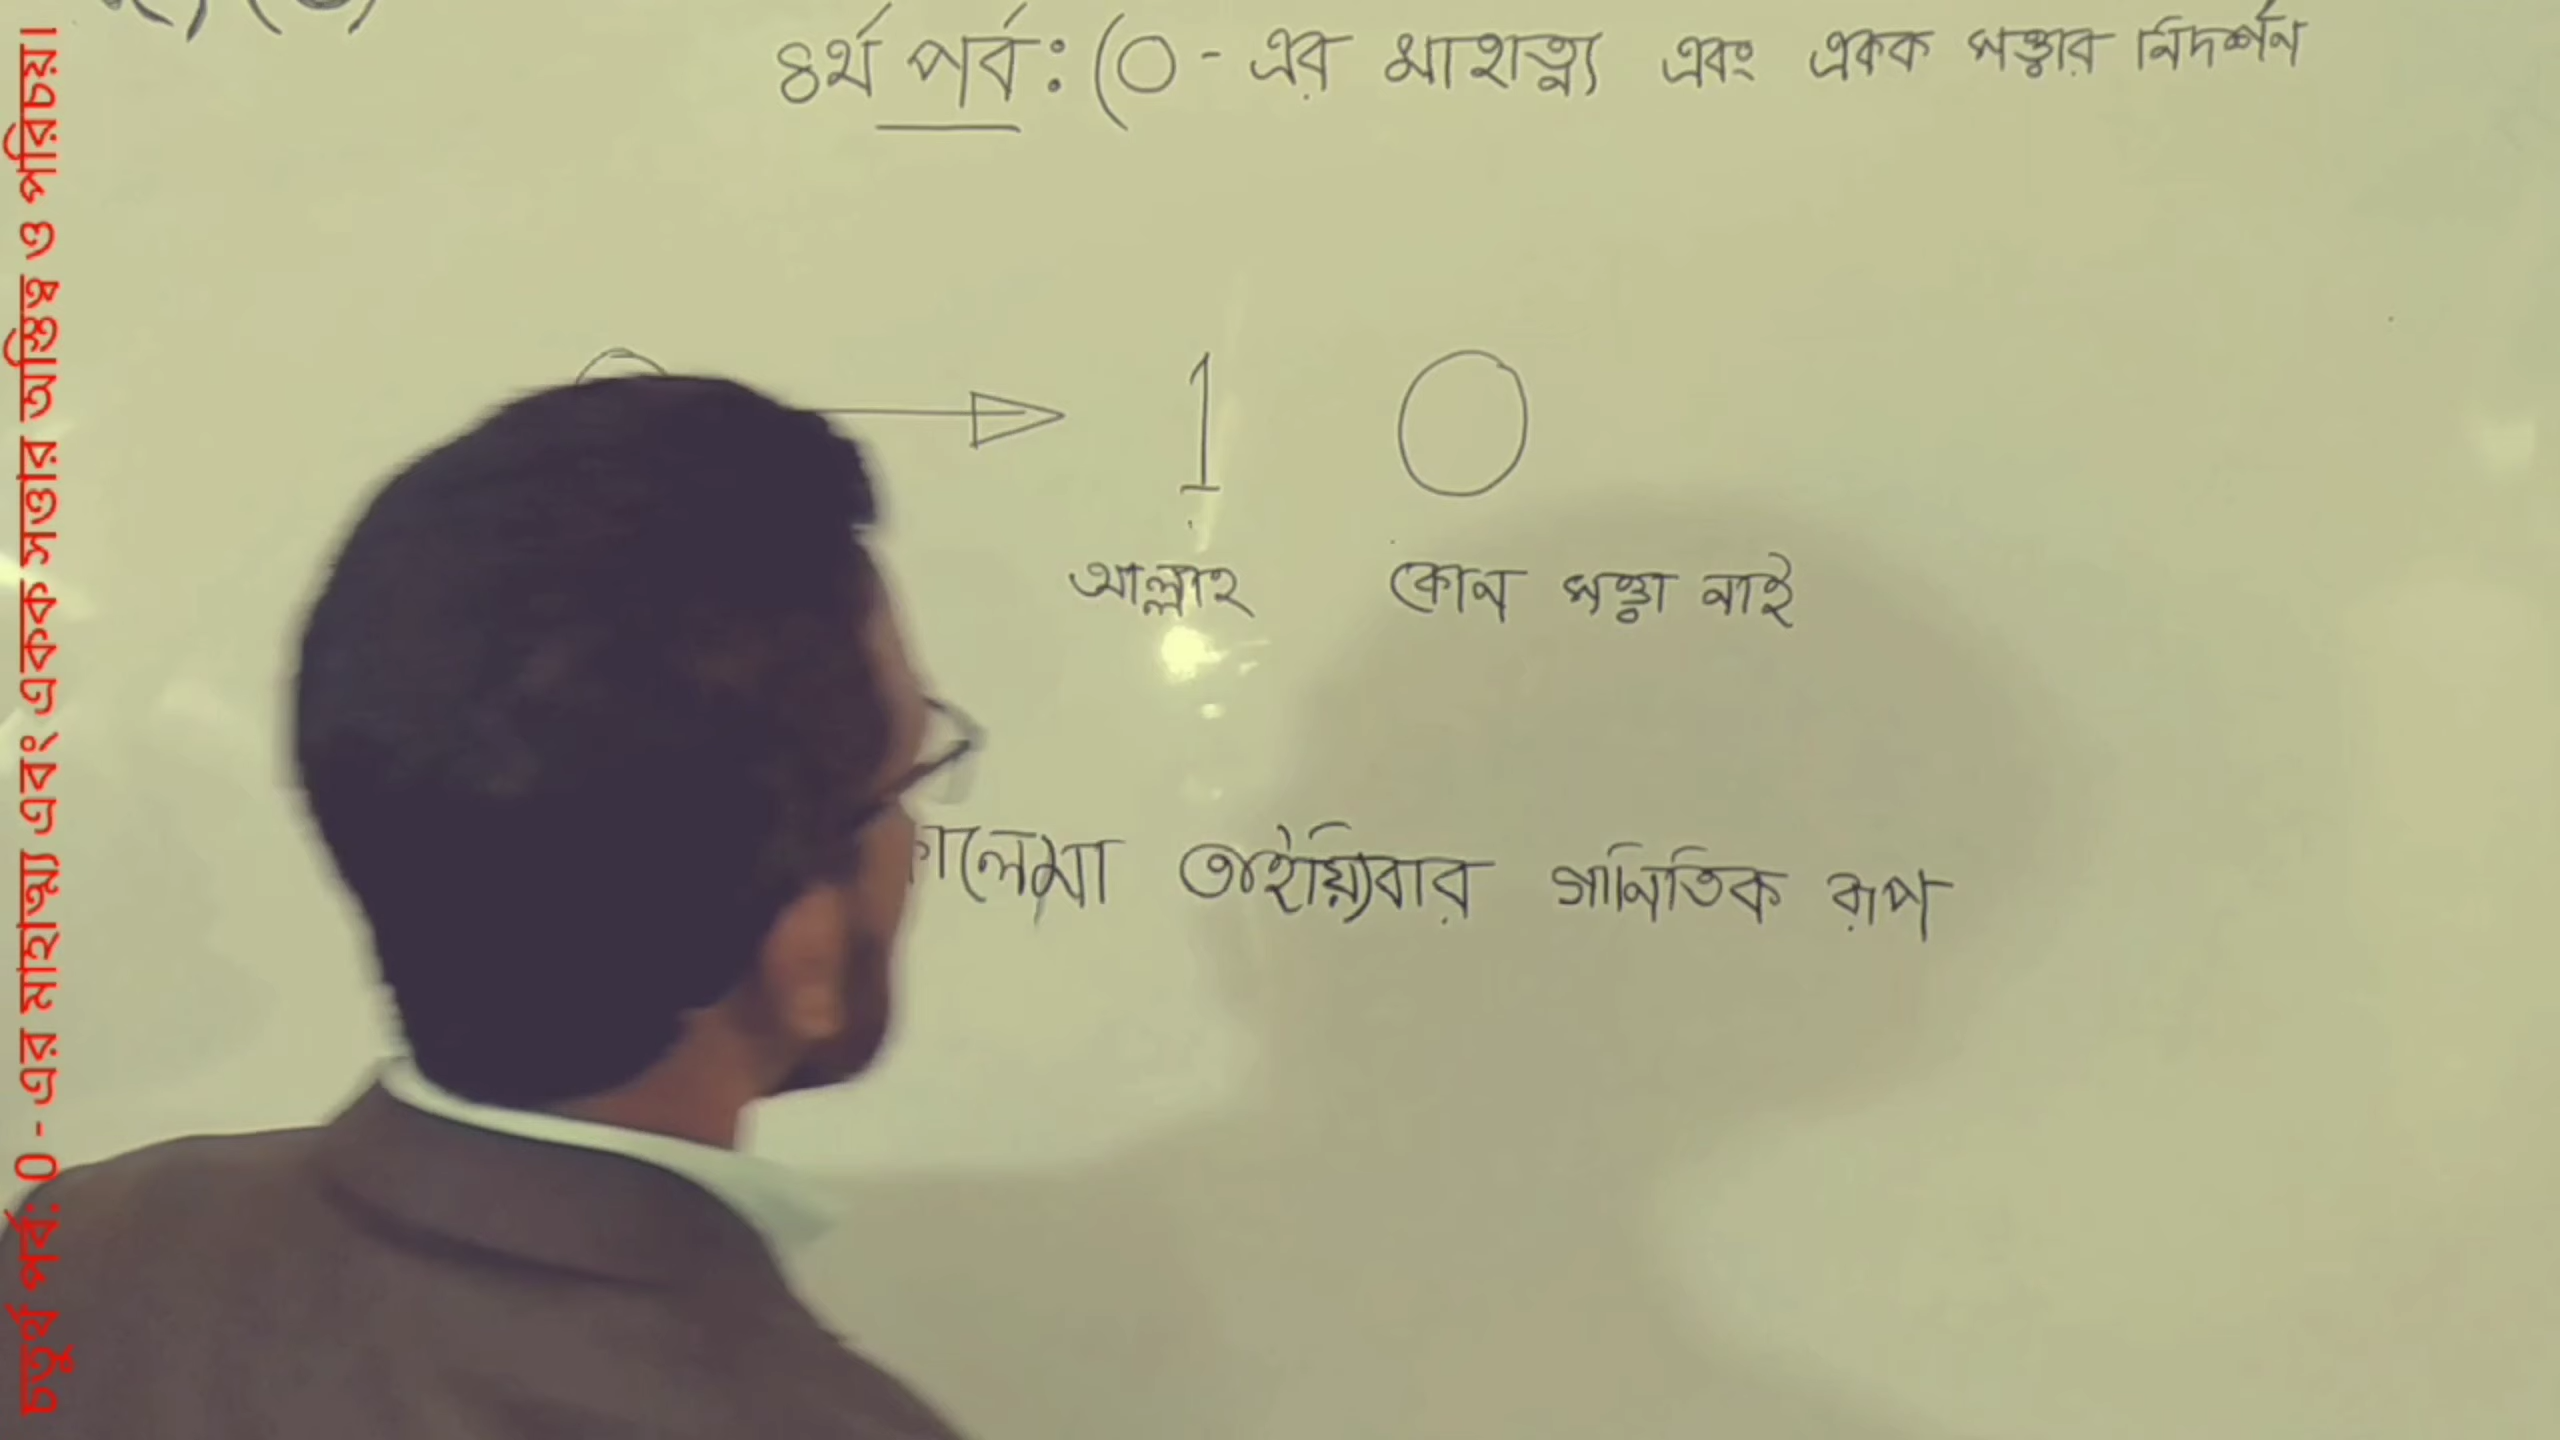 ৪র্থ পর্ব: (০ - এর মাহাত্ম্য এবং একক সত্তার নিদর্শন
1 0
আল্লাহ কোন সত্তা নাই
কালেমা তাইয়্যিবার গানিতিক রূপ
চতুর্থ পর্ব: 0 - এর মাহাত্ম্য এবং একক সত্তার অস্তিত্ব ও পরিচয়।